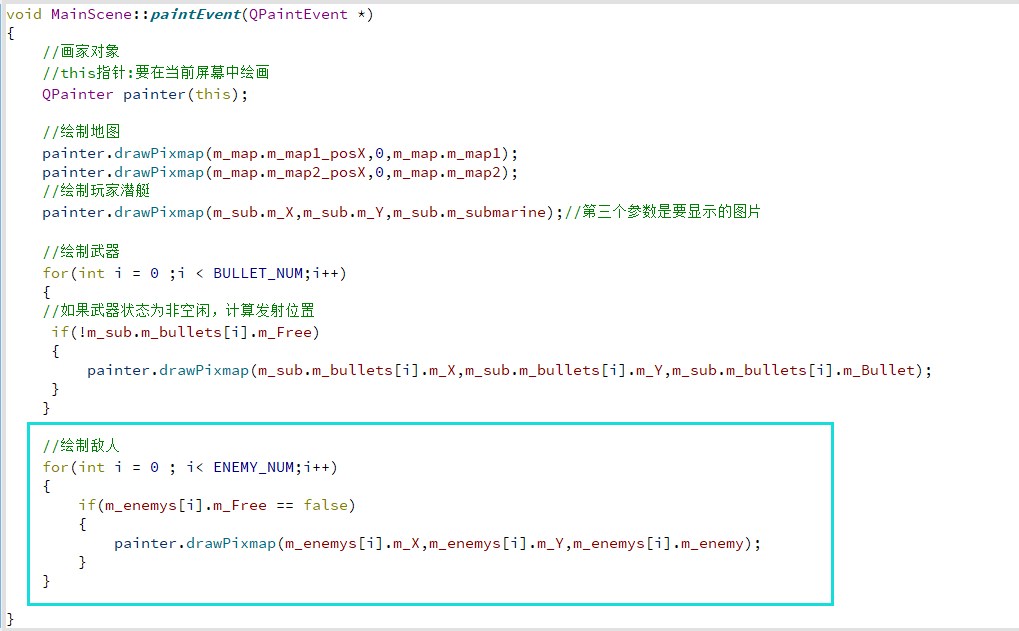 void MainScene::paintEvent(QPaintEvent *)
{
    //画家对象
    //this指针:要在当前屏幕中绘画
    QPainter painter(this);

    //绘制地图
    painter.drawPixmap(m_map.m_map1_posX,0,m_map.m_map1);
    painter.drawPixmap(m_map.m_map2_posX,0,m_map.m_map2);
    //绘制玩家潜艇
    painter.drawPixmap(m_sub.m_X,m_sub.m_Y,m_sub.m_submarine);//第三个参数是要显示的图片

    //绘制武器
    for(int i = 0 ;i < BULLET_NUM;i++)
    {
    //如果武器状态为非空闲，计算发射位置
     if(!m_sub.m_bullets[i].m_Free)
     {
         painter.drawPixmap(m_sub.m_bullets[i].m_X,m_sub.m_bullets[i].m_Y,m_sub.m_bullets[i].m_Bullet);
     }
    }

    //绘制敌人
    for(int i = 0 ; i< ENEMY_NUM;i++)
    {
        if(m_enemys[i].m_Free == false)
        {
            painter.drawPixmap(m_enemys[i].m_X,m_enemys[i].m_Y,m_enemys[i].m_enemy);
        }
    }

}